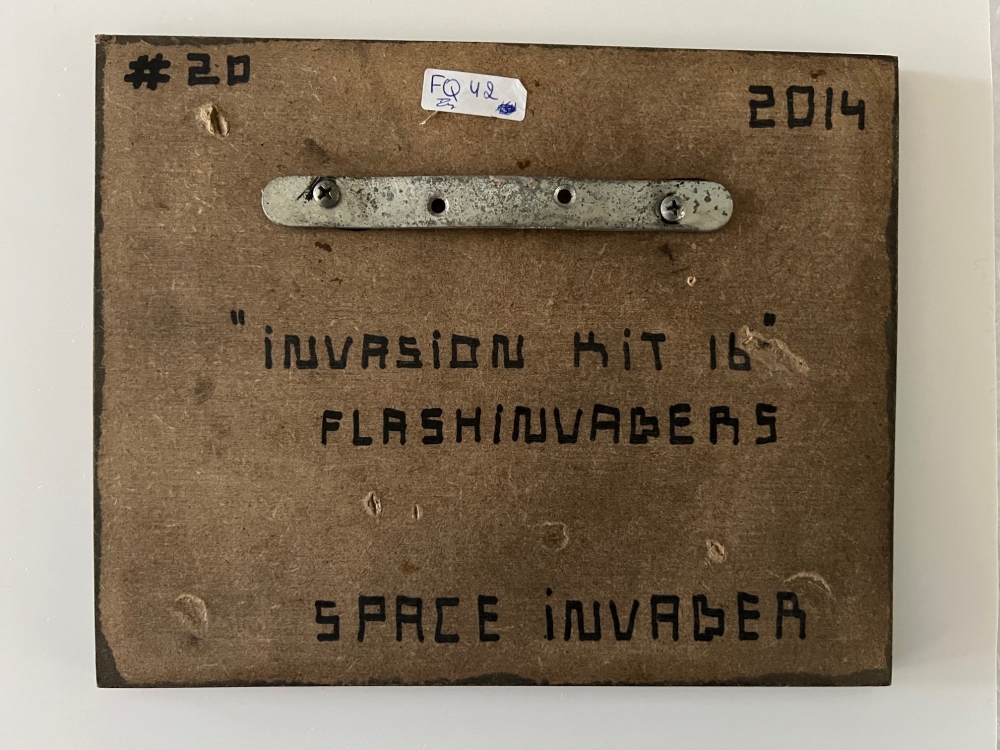 #20
FQ 42
2014
"iNVASiON KiT 16"
FLASHiNVADERS
SPACE iNVADER